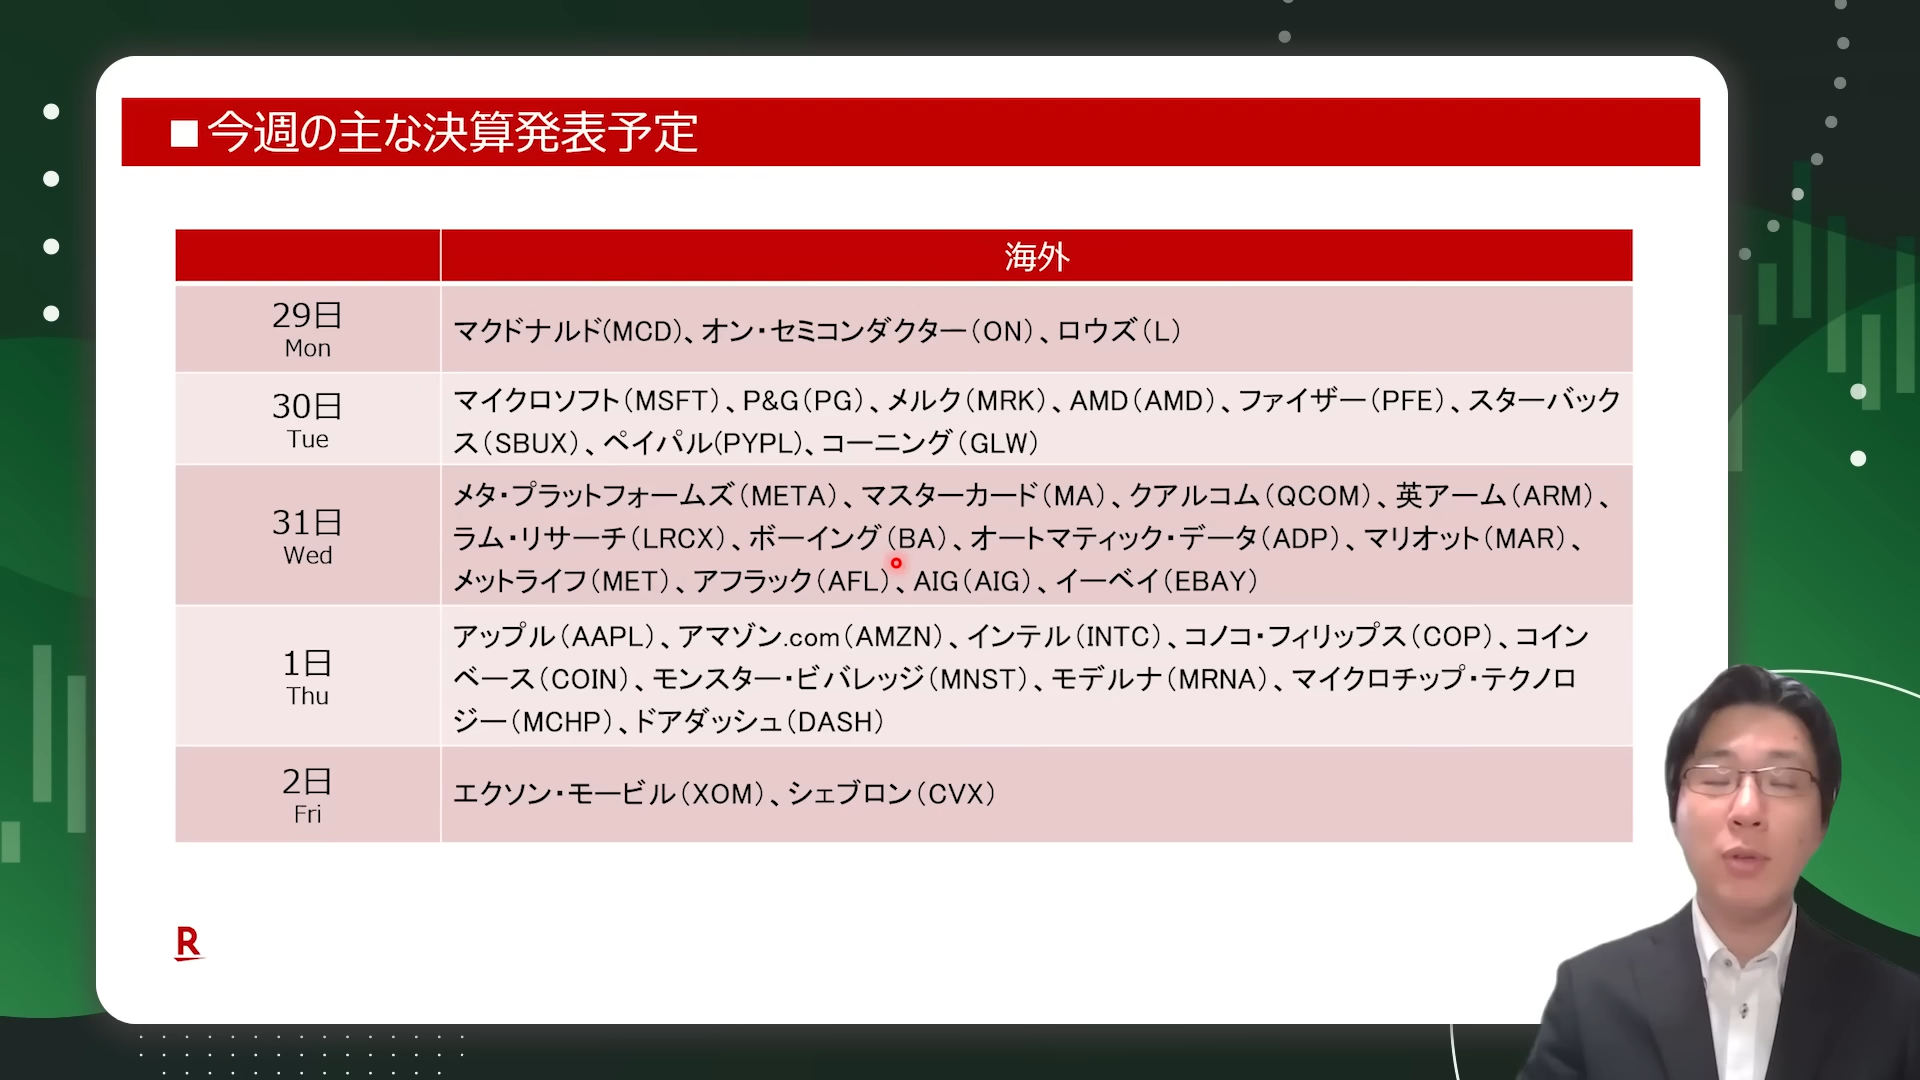 ■今週の主な決算発表予定
海外
29日
Mon
マクドナルド(MCD)、オン・セミコンダクター(ON)、ロウズ(L)
30日
Tue
マイクロソフト(MSFT)、P&G(PG)、メルク(MRK)、AMD(AMD)、ファイザー(PFE)、スターバック
ス(SBUX)、ペイパル(PYPL)、コーニング(GLW)
31日
Wed
メタ・プラットフォームズ(META)、マスターカード(MA)、クアルコム(QCOM)、英アーム(ARM)、
ラム・リサーチ(LRCX)、ボーイング(BA)、オートマティック・データ(ADP)、マリオット(MAR)、
メットライフ(MET)、アフラック(AFL)、AIG(AIG)、イーベイ(EBAY)
1日
Thu
アップル(AAPL)、アマゾン.com(AMZN)、インテル(INTC)、コノコ・フィリップス(COP)、コイン
ベース(COIN)、モンスター・ビバレッジ(MNST)、モデルナ(MRNA)、マイクロチップ・テクノロ
ジー(MCHP)、ドアダッシュ(DASH)
2日
Fri
エクソン・モービル(XOM)、シェブロン(CVX)
R